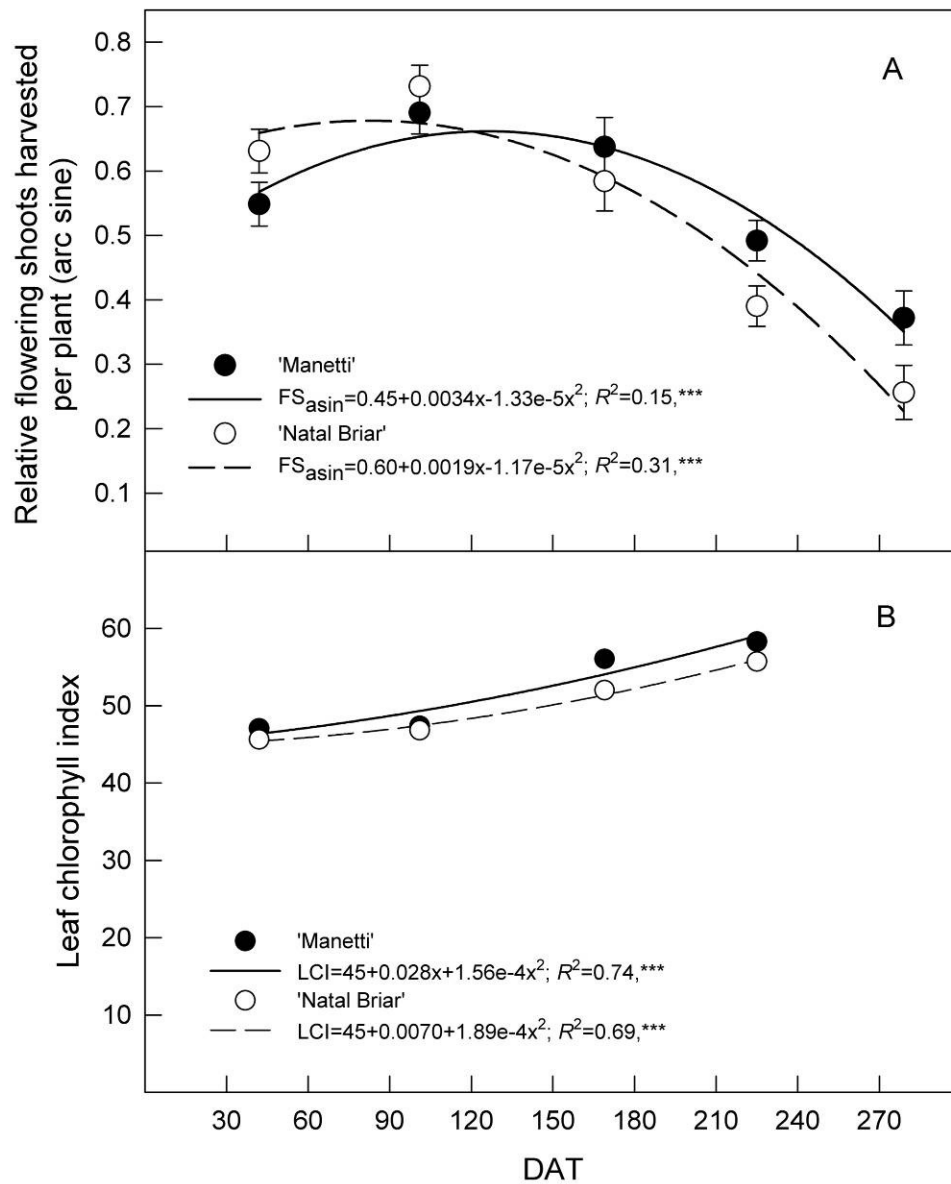 Relative flowering shoots harvested
per plant (arc sine)
A
0.8
0.7
0.6
0.5
0.4
0.3
0.2
0.1
'Manetti'
FSasin=0.45+0.0034x-1.33e-5x²; R²=0.15,***
'Natal Briar'
FSasin=0.60+0.0019x-1.17e-5x²; R²=0.31,***
Leaf chlorophyll index
B
60
50
40
30
20
10
'Manetti'
LCI=45+0.028x+1.56e-4x²; R²=0.74,***
'Natal Briar'
LCI=45+0.0070+1.89e-4x²; R²=0.69,***
30 60 90 120 150 180 210 240 270
DAT